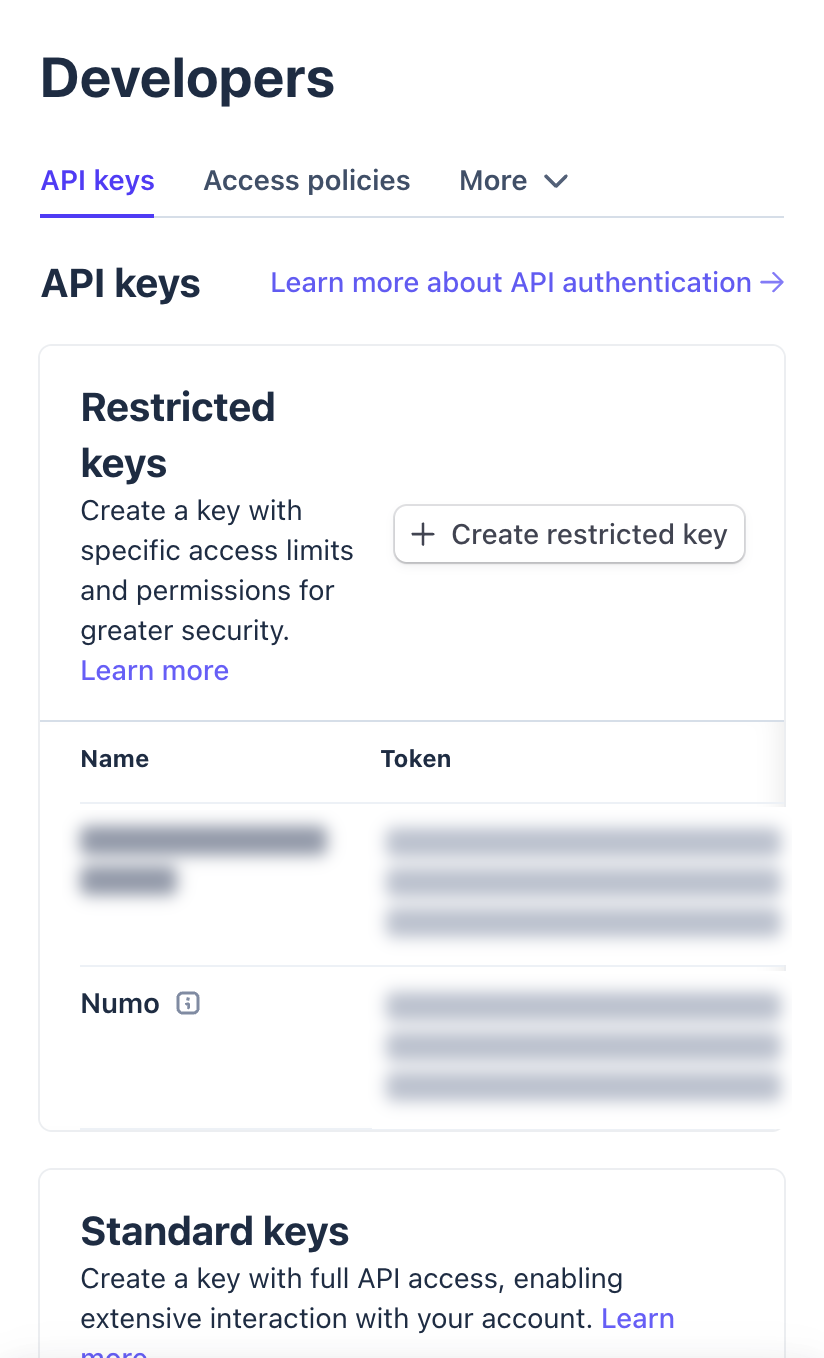 Developers
API keys Access policies More
API keys Learn more about API authentication →
Restricted
keys
Create a key with
specific access limits
and permissions for
greater security.
Learn more
+ Create restricted key
Name Token
Numo
Standard keys
Create a key with full API access, enabling
extensive interaction with your account. Learn
more